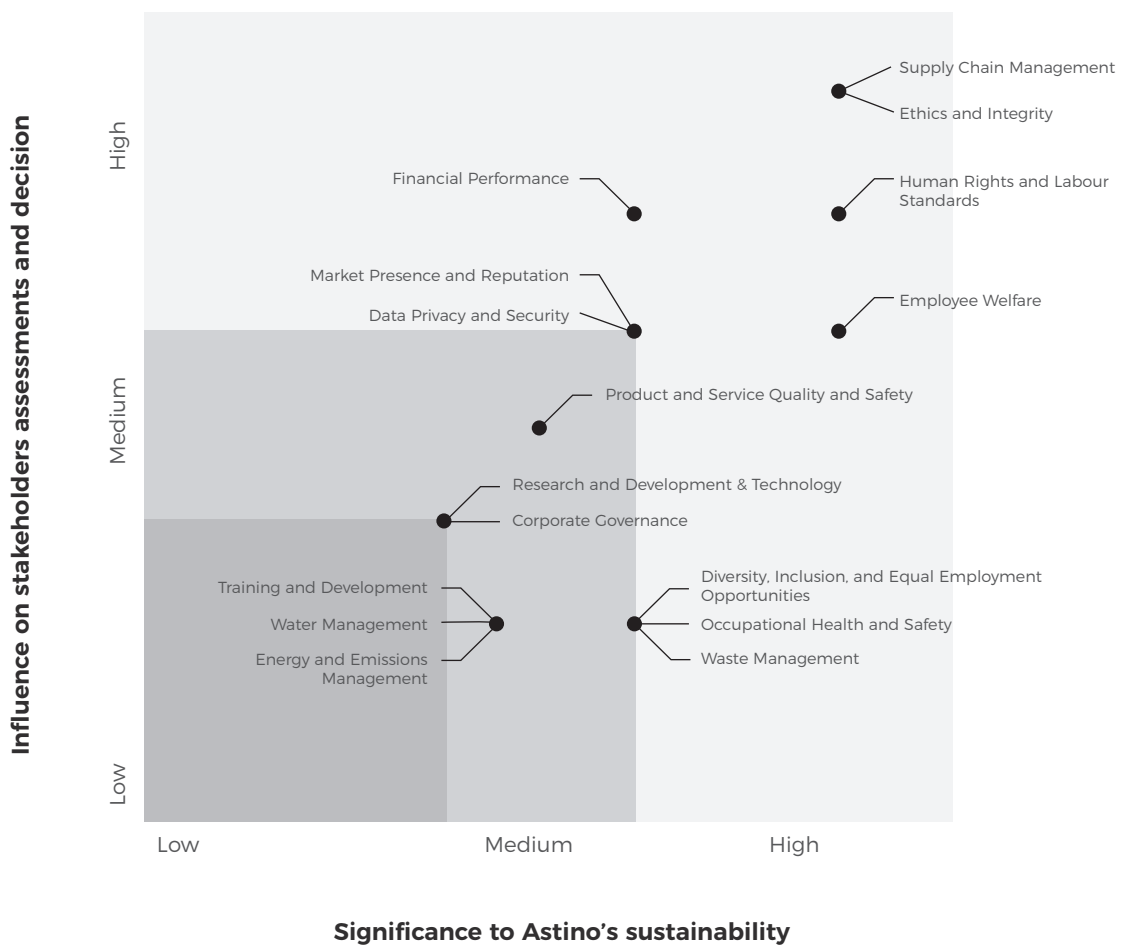 Influence on stakeholders assessments and decision
High
Medium
Low
Supply Chain Management
Ethics and Integrity
Financial Performance
Human Rights and Labour
Standards
Market Presence and Reputation
Data Privacy and Security
Employee Welfare
Product and Service Quality and Safety
Research and Development & Technology
Corporate Governance
Training and Development
Water Management
Energy and Emissions
Management
Diversity, Inclusion, and Equal Employment
Opportunities
Occupational Health and Safety
Waste Management
Low
Medium
High
Significance to Astino’s sustainability